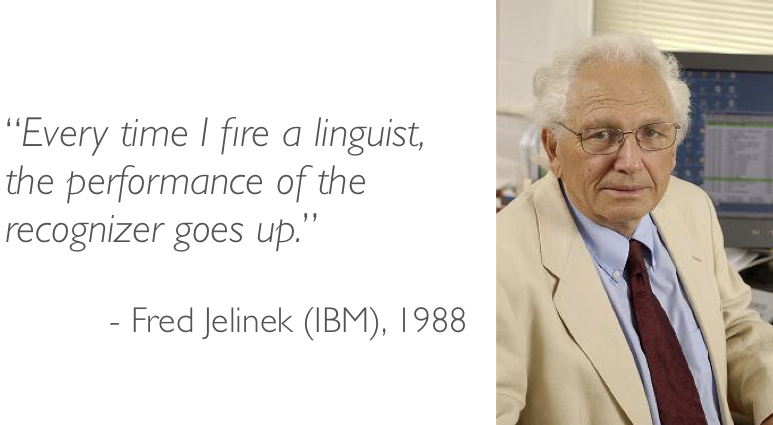 “Every time I fire a linguist,
the performance of the
recognizer goes up.”
- Fred Jelinek (IBM), 1988